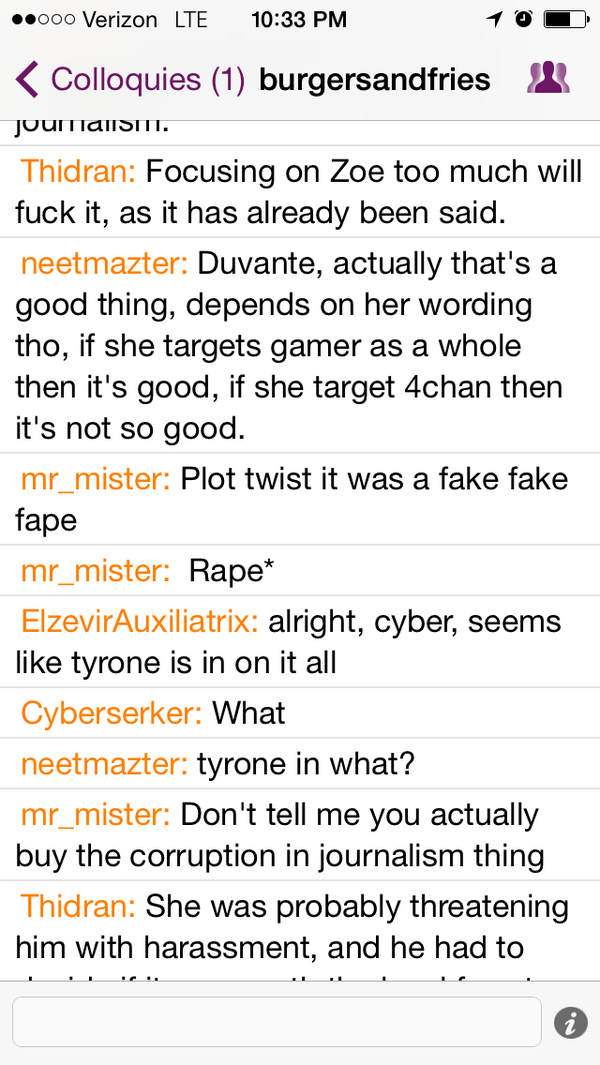 Verizon LTE 10:33 PM
Colloquies (1) burgersandfries
journalism.
Thidran: Focusing on Zoe too much will
fuck it, as it has already been said.
neetmazter: Duvante, actually that's a
good thing, depends on her wording
tho, if she targets gamer as a whole
then it's good, if she target 4chan then
it's not so good.
mr_mister: Plot twist it was a fake fake
fape
mr_mister: Rape*
ElzevirAuxiliatrix: alright, cyber, seems
like tyrone is in on it all
Cyberserker: What
neetmazter: tyrone in what?
mr_mister: Don't tell me you actually
buy the corruption in journalism thing
Thidran: She was probably threatening
him with harassment, and he had to